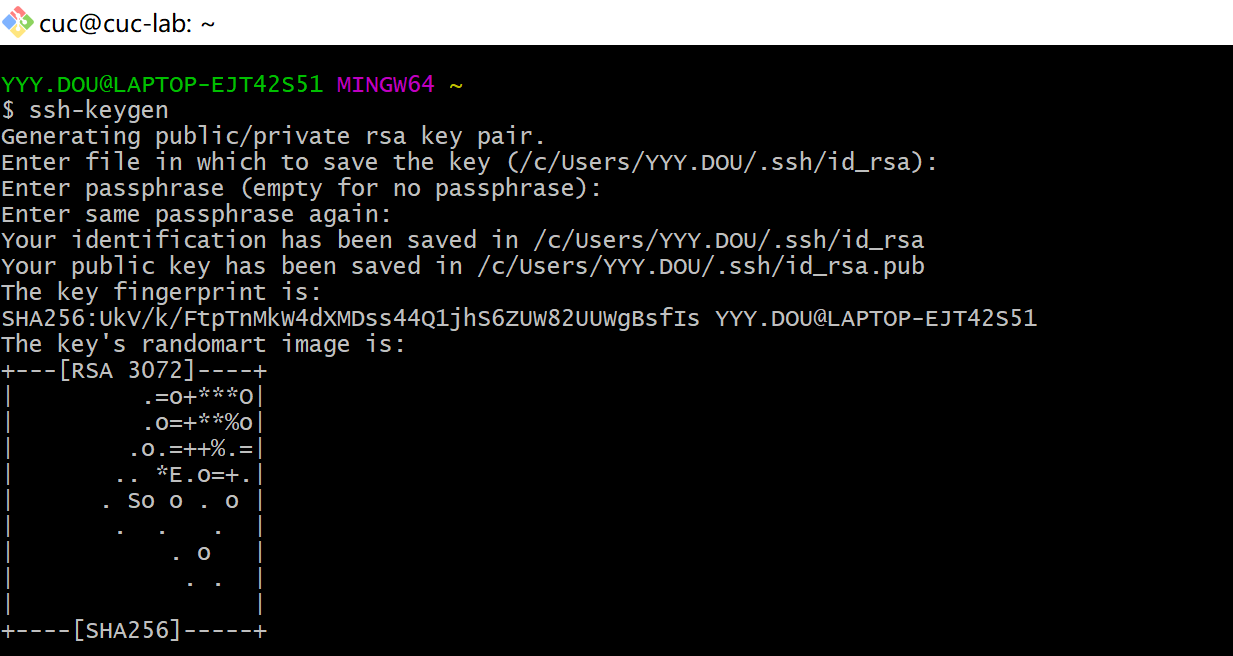 cuc@cuc-lab: ~
YYY.DOU@LAPTOP-EJT42S51 MINGW64 ~
$ ssh-keygen
Generating public/private rsa key pair.
Enter file in which to save the key (/c/Users/YYY.DOU/.ssh/id_rsa):
Enter passphrase (empty for no passphrase):
Enter same passphrase again:
Your identification has been saved in /c/Users/YYY.DOU/.ssh/id_rsa
Your public key has been saved in /c/Users/YYY.DOU/.ssh/id_rsa.pub
The key fingerprint is:
SHA256:UkV/k/FtpTnMkW4dXMDss44Q1jhS6ZUW82UUWgBsfIs YYY.DOU@LAPTOP-EJT42S51
The key's randomart image is:
+---[RSA 3072]----+
|         .=o+***O|
|         .o=+**%o|
|        .o.=++%.=|
|       .. *E.o=+.|
|      . So o . o |
|       .  .   .  |
|           . o   |
|            . .  |
|                 |
+----[SHA256]-----+